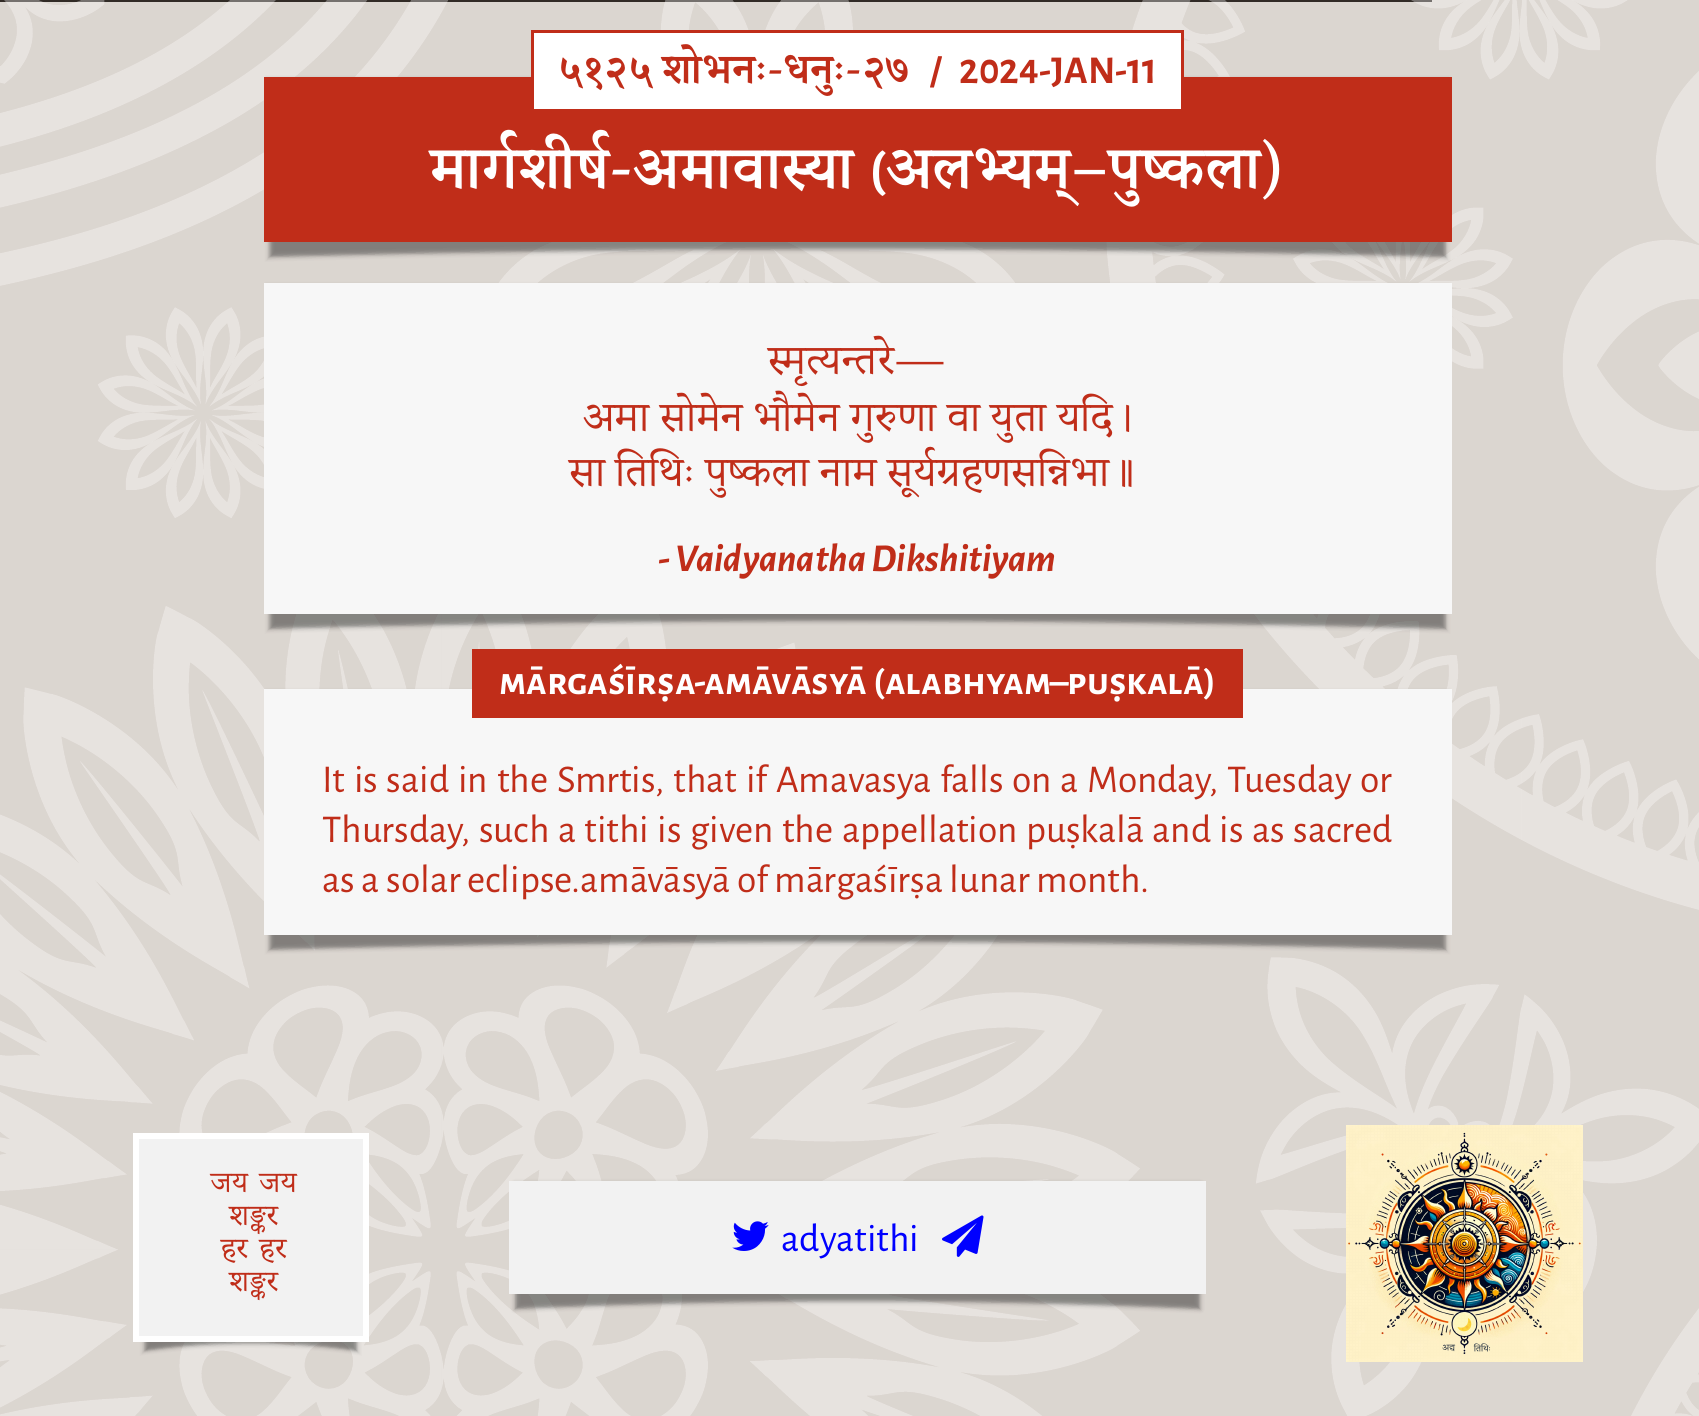 ५१२५ शोभनः-धनुः-२७ / 2024-JAN-11
मार्गशीर्ष-अमावास्या (अलभ्यम्–पुष्कला)
स्मृत्यन्तरे—
अमा सोमेन भौमेन गुरुणा वा युता यदि।
सा तिथिः पुष्कला नाम सूर्यग्रहणसन्निभा॥
- Vaidyanatha Dikshitiyam
MĀRGAŚĪRṢA-AMĀVĀSYĀ (ALABHYAM–PUṢKALĀ)
It is said in the Smrtis, that if Amavasya falls on a Monday, Tuesday or
Thursday, such a tithi is given the appellation puṣkalā and is as sacred
as a solar eclipse.amāvāsyā of mārgaśīrṣa lunar month.
जय जय
शङ्कर
हर हर
शङ्कर
adyatithi
अद्य तिथिः